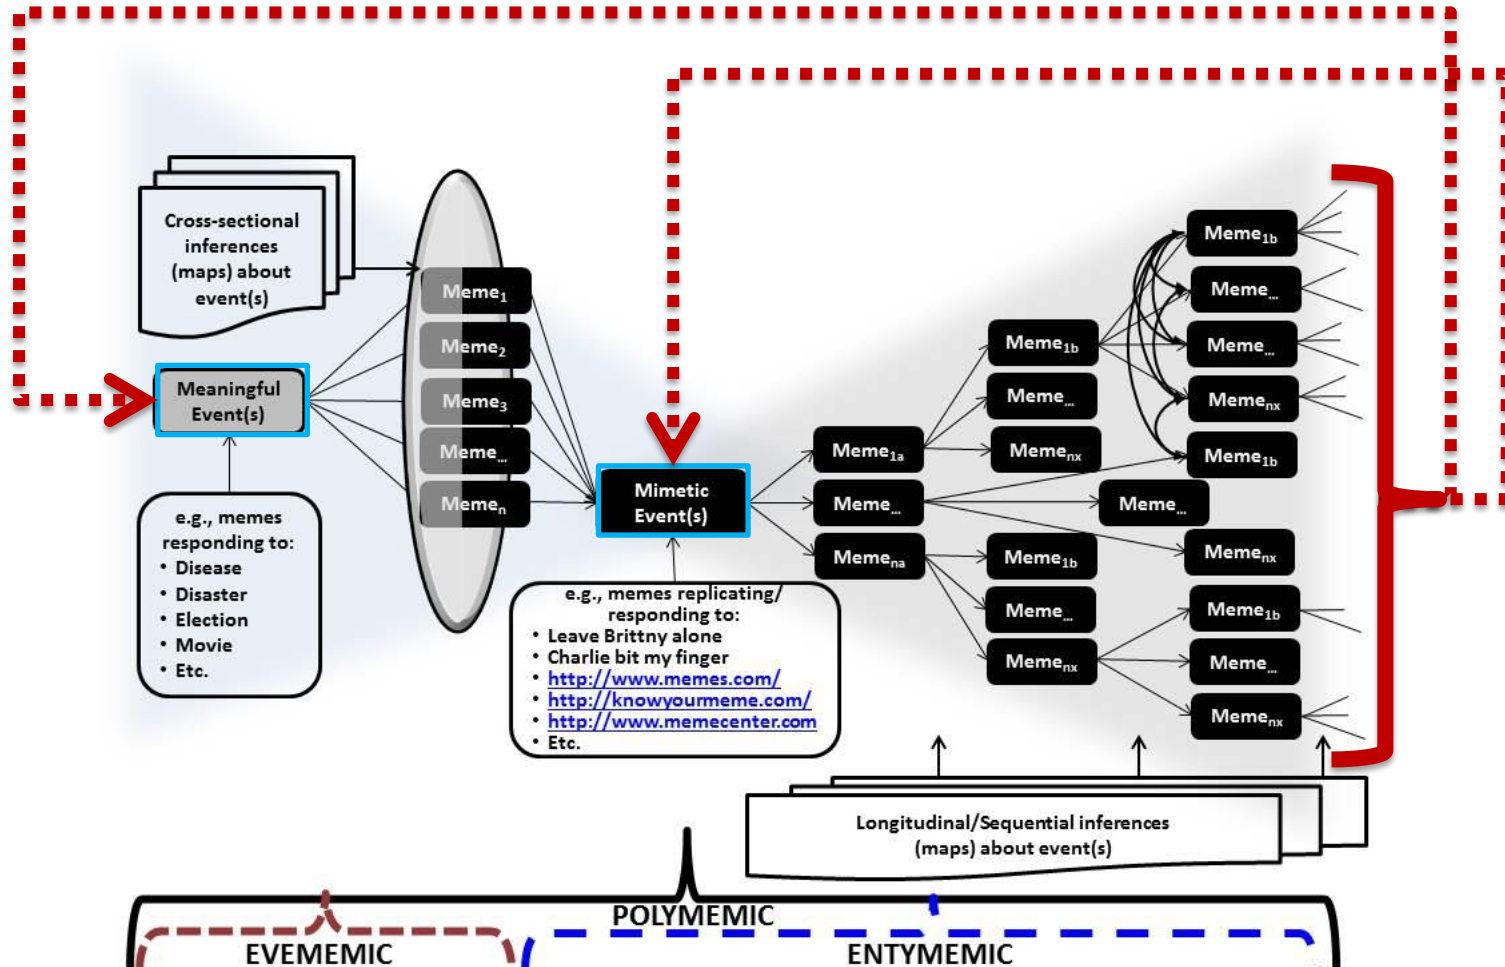 Cross-sectional
inferences
(maps) about
event(s)
Meaningful
Event(s)
e.g., memes
responding to:
• Disease
• Disaster
• Election
• Movie
• Etc.
Meme1
Meme2
Meme3
Meme...
Memen
Mimetic
Event(s)
e.g., memes replicating/
responding to:
• Leave Brittny alone
• Charlie bit my finger
• http://www.memes.com/
• http://knowyourmeme.com/
• http://www.memecenter.com
• Etc.
Meme1a
Meme...
Memena
Meme1b
Meme...
Memenx
Meme1b
Meme...
Memenx
Meme1b
Meme...
Meme...
Memenx
Meme1b
Meme...
Memenx
Meme1b
Meme...
Memenx
Longitudinal/Sequential inferences
(maps) about event(s)
POLYMEMIC
EVEMEMIC
ENTYMEMIC